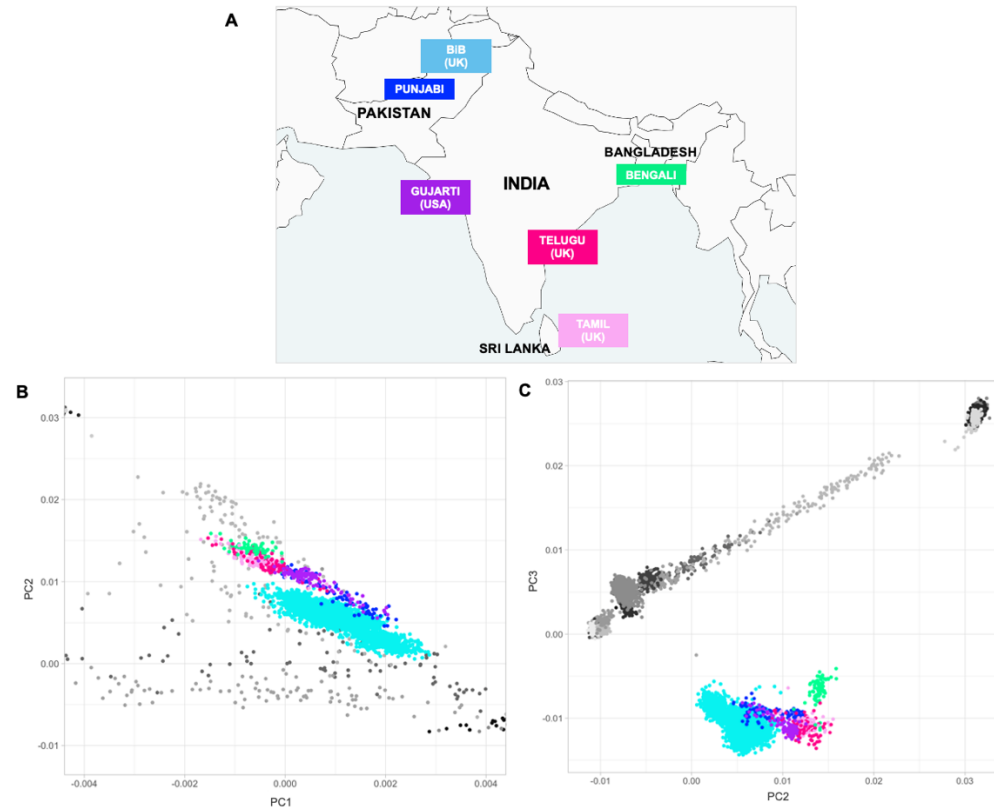 A
BIB
(UK)
PUNJABI
PAKISTAN
BANGLADESH
BENGALI
INDIA
GUJARTI
(USA)
TELUGU
(UK)
TAMIL
(UK)
SRI LANKA
B
0.03
0.02
0.01
0.00
-0.01
PC2
-0.004
-0.002
0.000
0.002
0.004
PC1
C
0.03
0.02
0.01
0.00
-0.01
PC3
-0.01
0.00
0.01
0.02
0.03
PC2